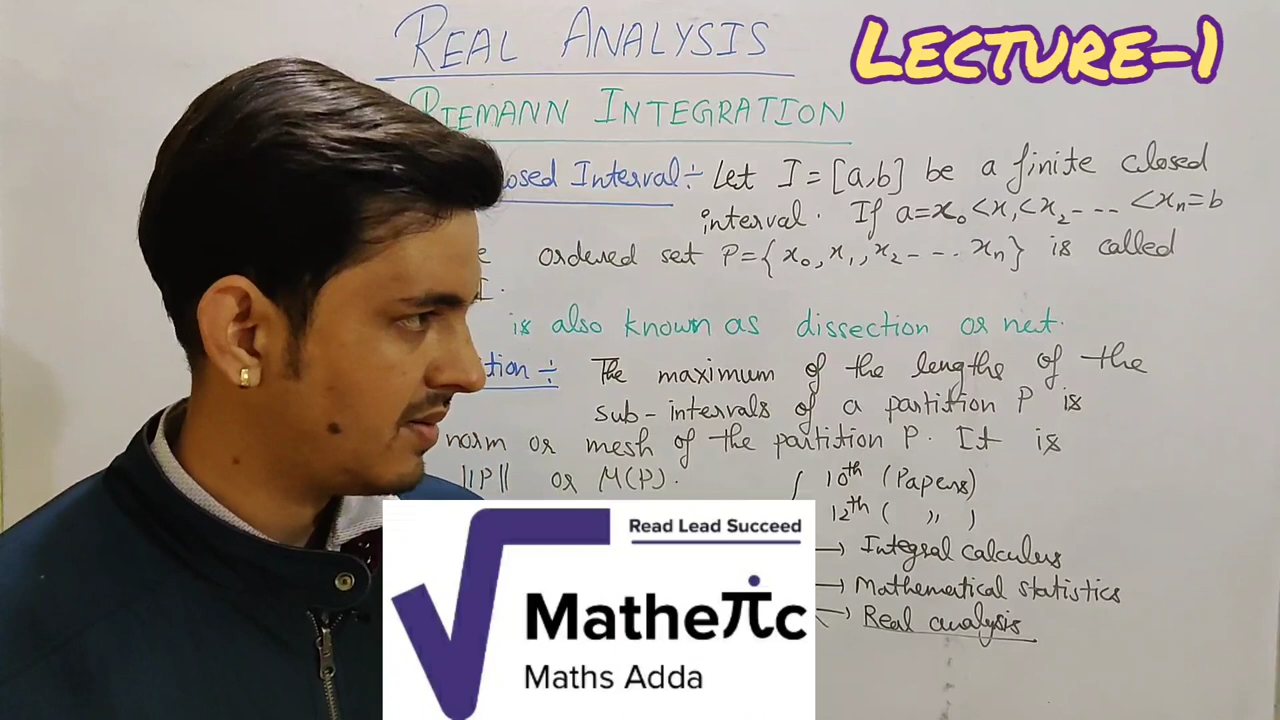 REAL ANALYSIS
LECTURE-1
RIEMANN INTEGRATION
osed Interval ÷ Let I = [a,b] be a finite closed
interval. If a=x₀<x₁<x₂---- <xₙ=b
e ordered set P={x₀,x₁,x₂--.. xₙ} is called
I.
is also known as dissection or net.
tion ÷ The maximum of the lengths of the
sub-intervals of a partition P is
norm or mesh of the partition P. It is
||P|| or μ(P).
10th (Papers)
12th ( ,, )
→ Integral calculus
→ Mathematical statistics
→ Real analysis
Read Lead Succeed
Matheπc
Maths Adda